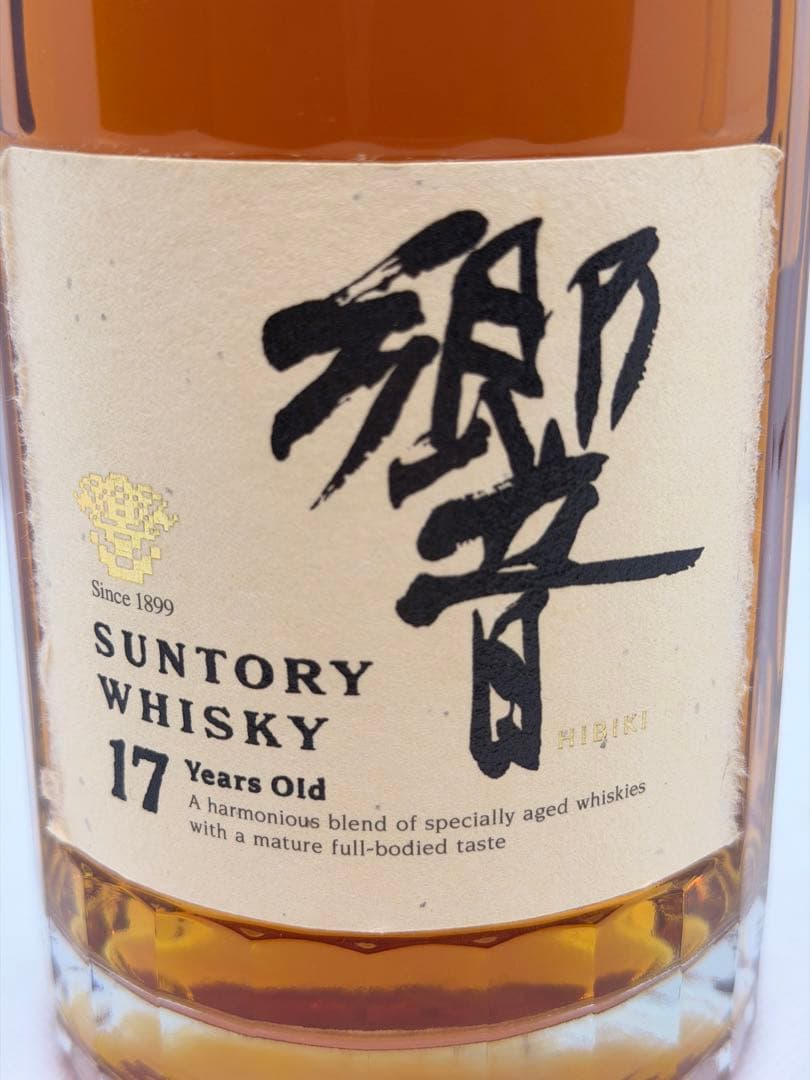 響
HIBIKI
Since 1899
SUNTORY
WHISKY
17 Years Old
A harmonious blend of specially aged whiskies
with a mature full-bodied taste